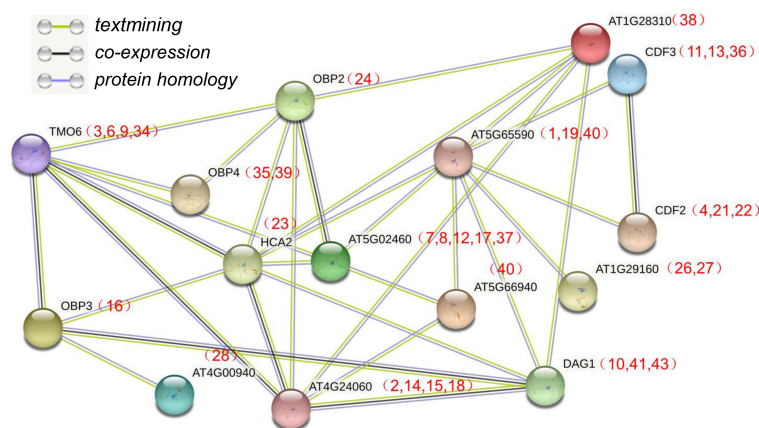 textmining
co-expression
protein homology
AT1G28310（38）
CDF3（11,13,36）
OBP2（24）
TMO6（3,6,9,34）
AT5G65590（1,19,40）
OBP4（35,39）
CDF2（4,21,22）
（23）
HCA2
AT5G02460（7,8,12,17,37）
（40）
AT5G66940
AT1G29160（26,27）
OBP3（16）
（28）
AT4G00940
AT4G24060（2,14,15,18）
DAG1（10,41,43）